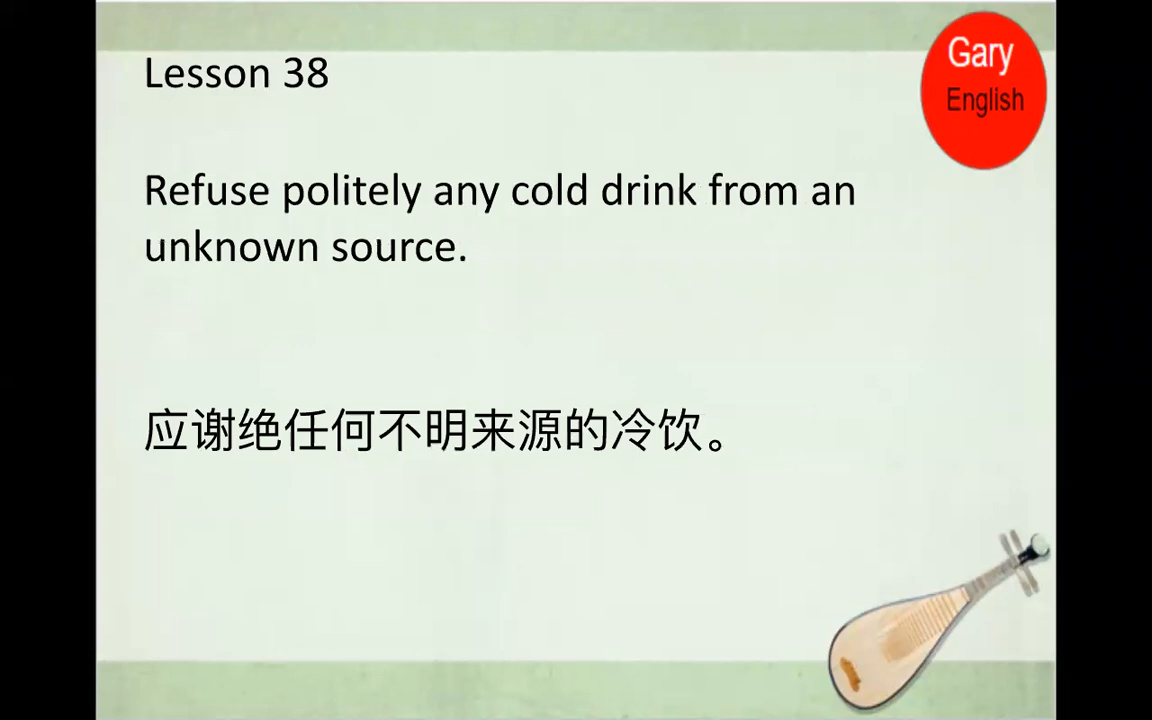 Lesson 38
Gary
English
Refuse politely any cold drink from an
unknown source.
应谢绝任何不明来源的冷饮。